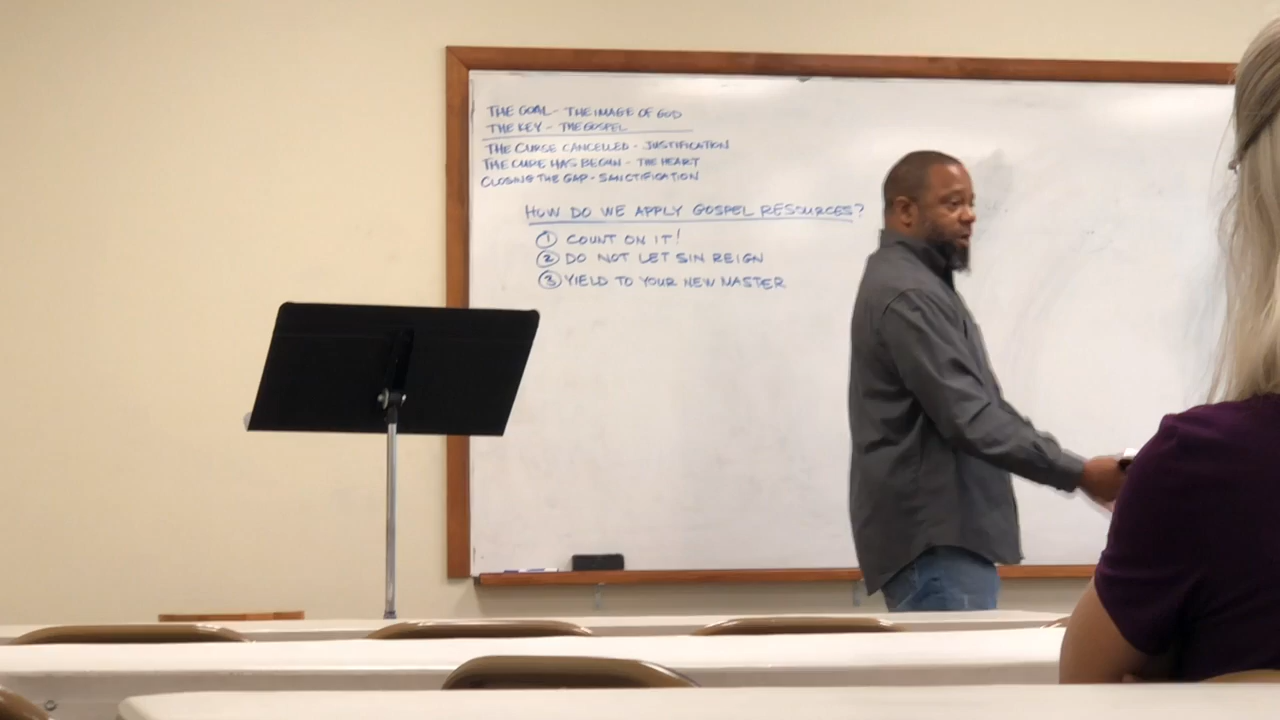 THE GOAL - THE IMAGE OF GOD
THE KEY - THE GOSPEL
THE CURSE CANCELLED - JUSTIFICATION
THE CURE HAS BEGUN - THE HEART
CLOSING THE GAP - SANCTIFICATION
HOW DO WE APPLY GOSPEL RESOURCES?
① COUNT ON IT!
② DO NOT LET SIN REIGN
③ YIELD TO YOUR NEW MASTER